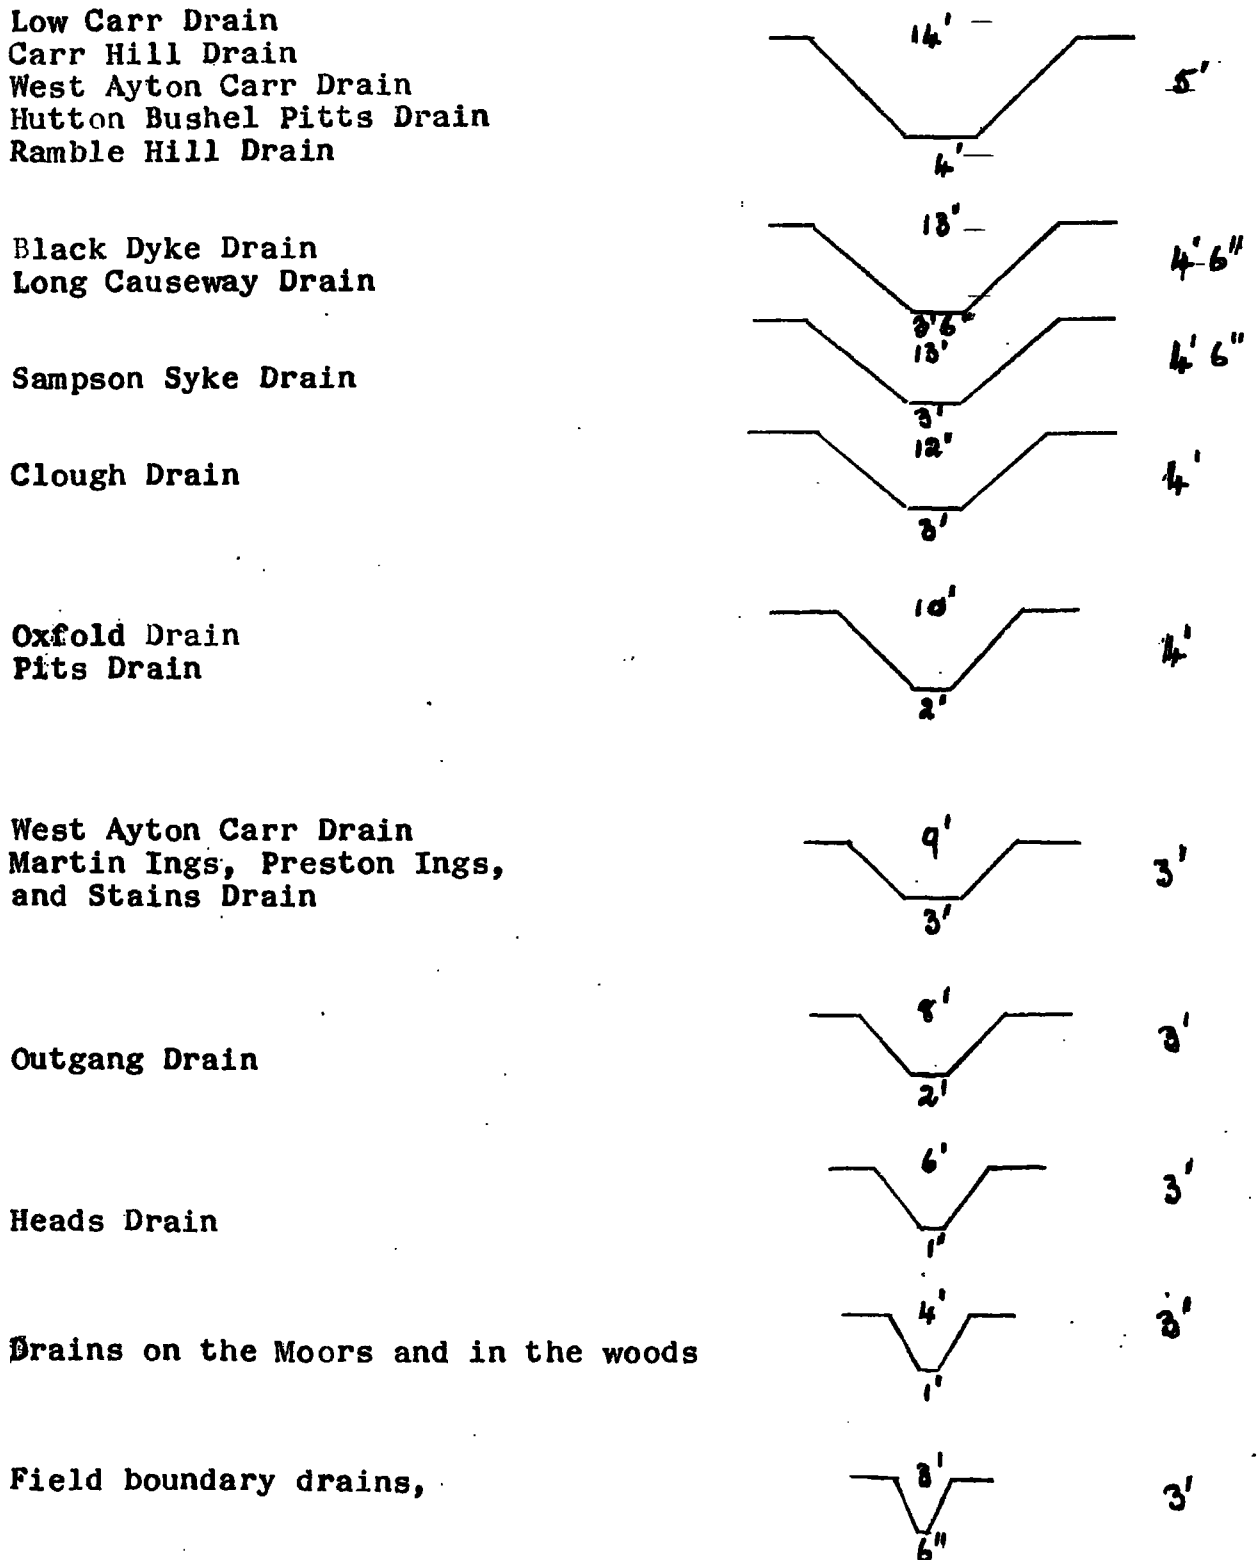 Low Carr Drain
Carr Hill Drain
West Ayton Carr Drain
Hutton Bushel Pitts Drain
Ramble Hill Drain
14'
4'
5'
Black Dyke Drain
Long Causeway Drain
13'
3'6"
4'6"
Sampson Syke Drain
13'
3'
4'6"
Clough Drain
12'
3'
4'
Oxfold Drain
Pits Drain
10'
2'
4'
West Ayton Carr Drain
Martin Ings, Preston Ings,
and Stains Drain
9'
3'
3'
Outgang Drain
8'
2'
3'
Heads Drain
6'
1'
3'
Drains on the Moors and in the woods
4'
1'
3'
Field boundary drains,
3'
6"
3'